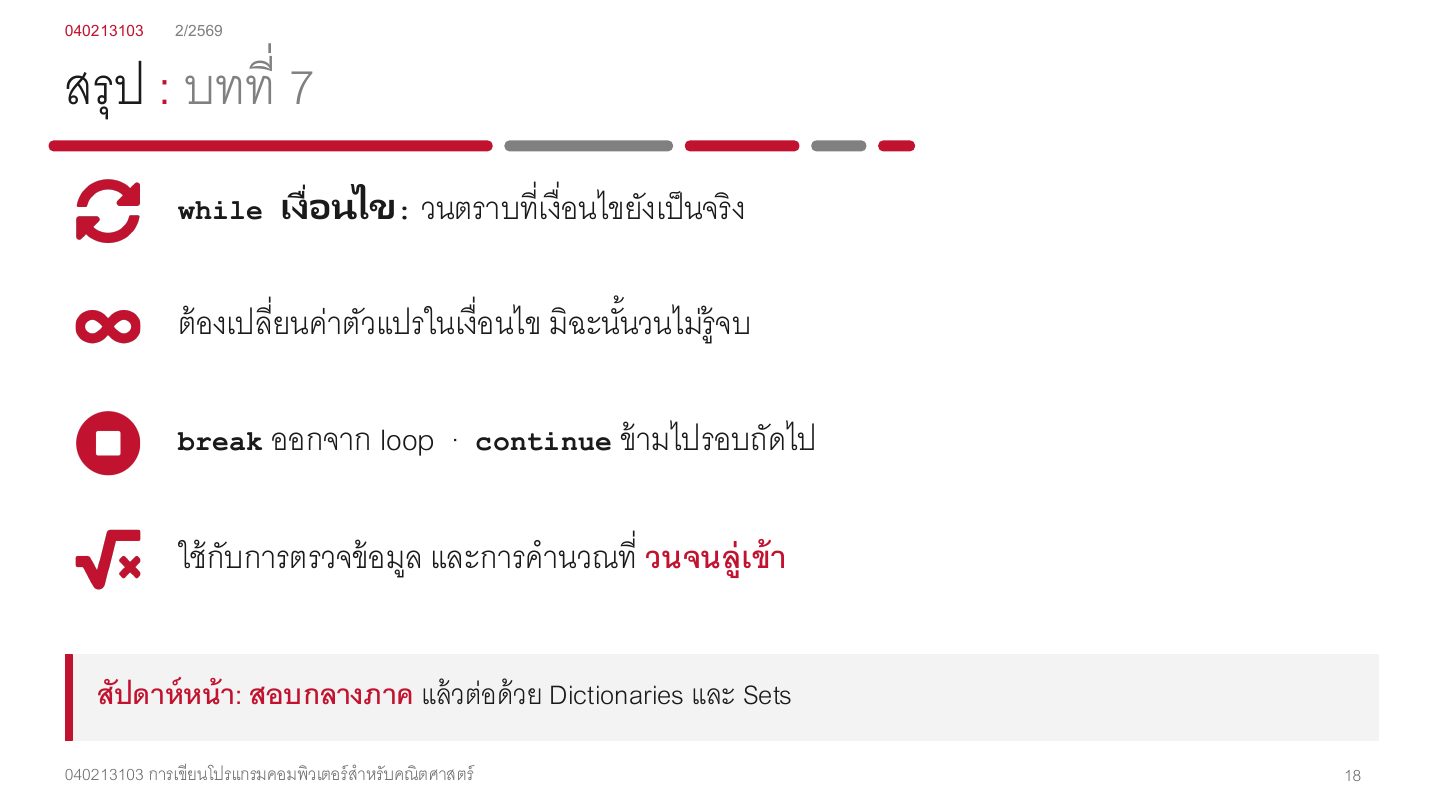 040213103 2/2569
สรุป : บทที่ 7
while เงื่อนไข: วนตราบที่เงื่อนไขยังเป็นจริง
ต้องเปลี่ยนค่าตัวแปรในเงื่อนไข มิฉะนั้นวนไม่รู้จบ
break ออกจาก loop · continue ข้ามไปรอบถัดไป
ใช้กับการตรวจข้อมูล และการคำนวณที่ วนจนลู่เข้า
สัปดาห์หน้า: สอบกลางภาค แล้วต่อด้วย Dictionaries และ Sets
040213103 การเขียนโปรแกรมคอมพิวเตอร์สำหรับคณิตศาสตร์ 18